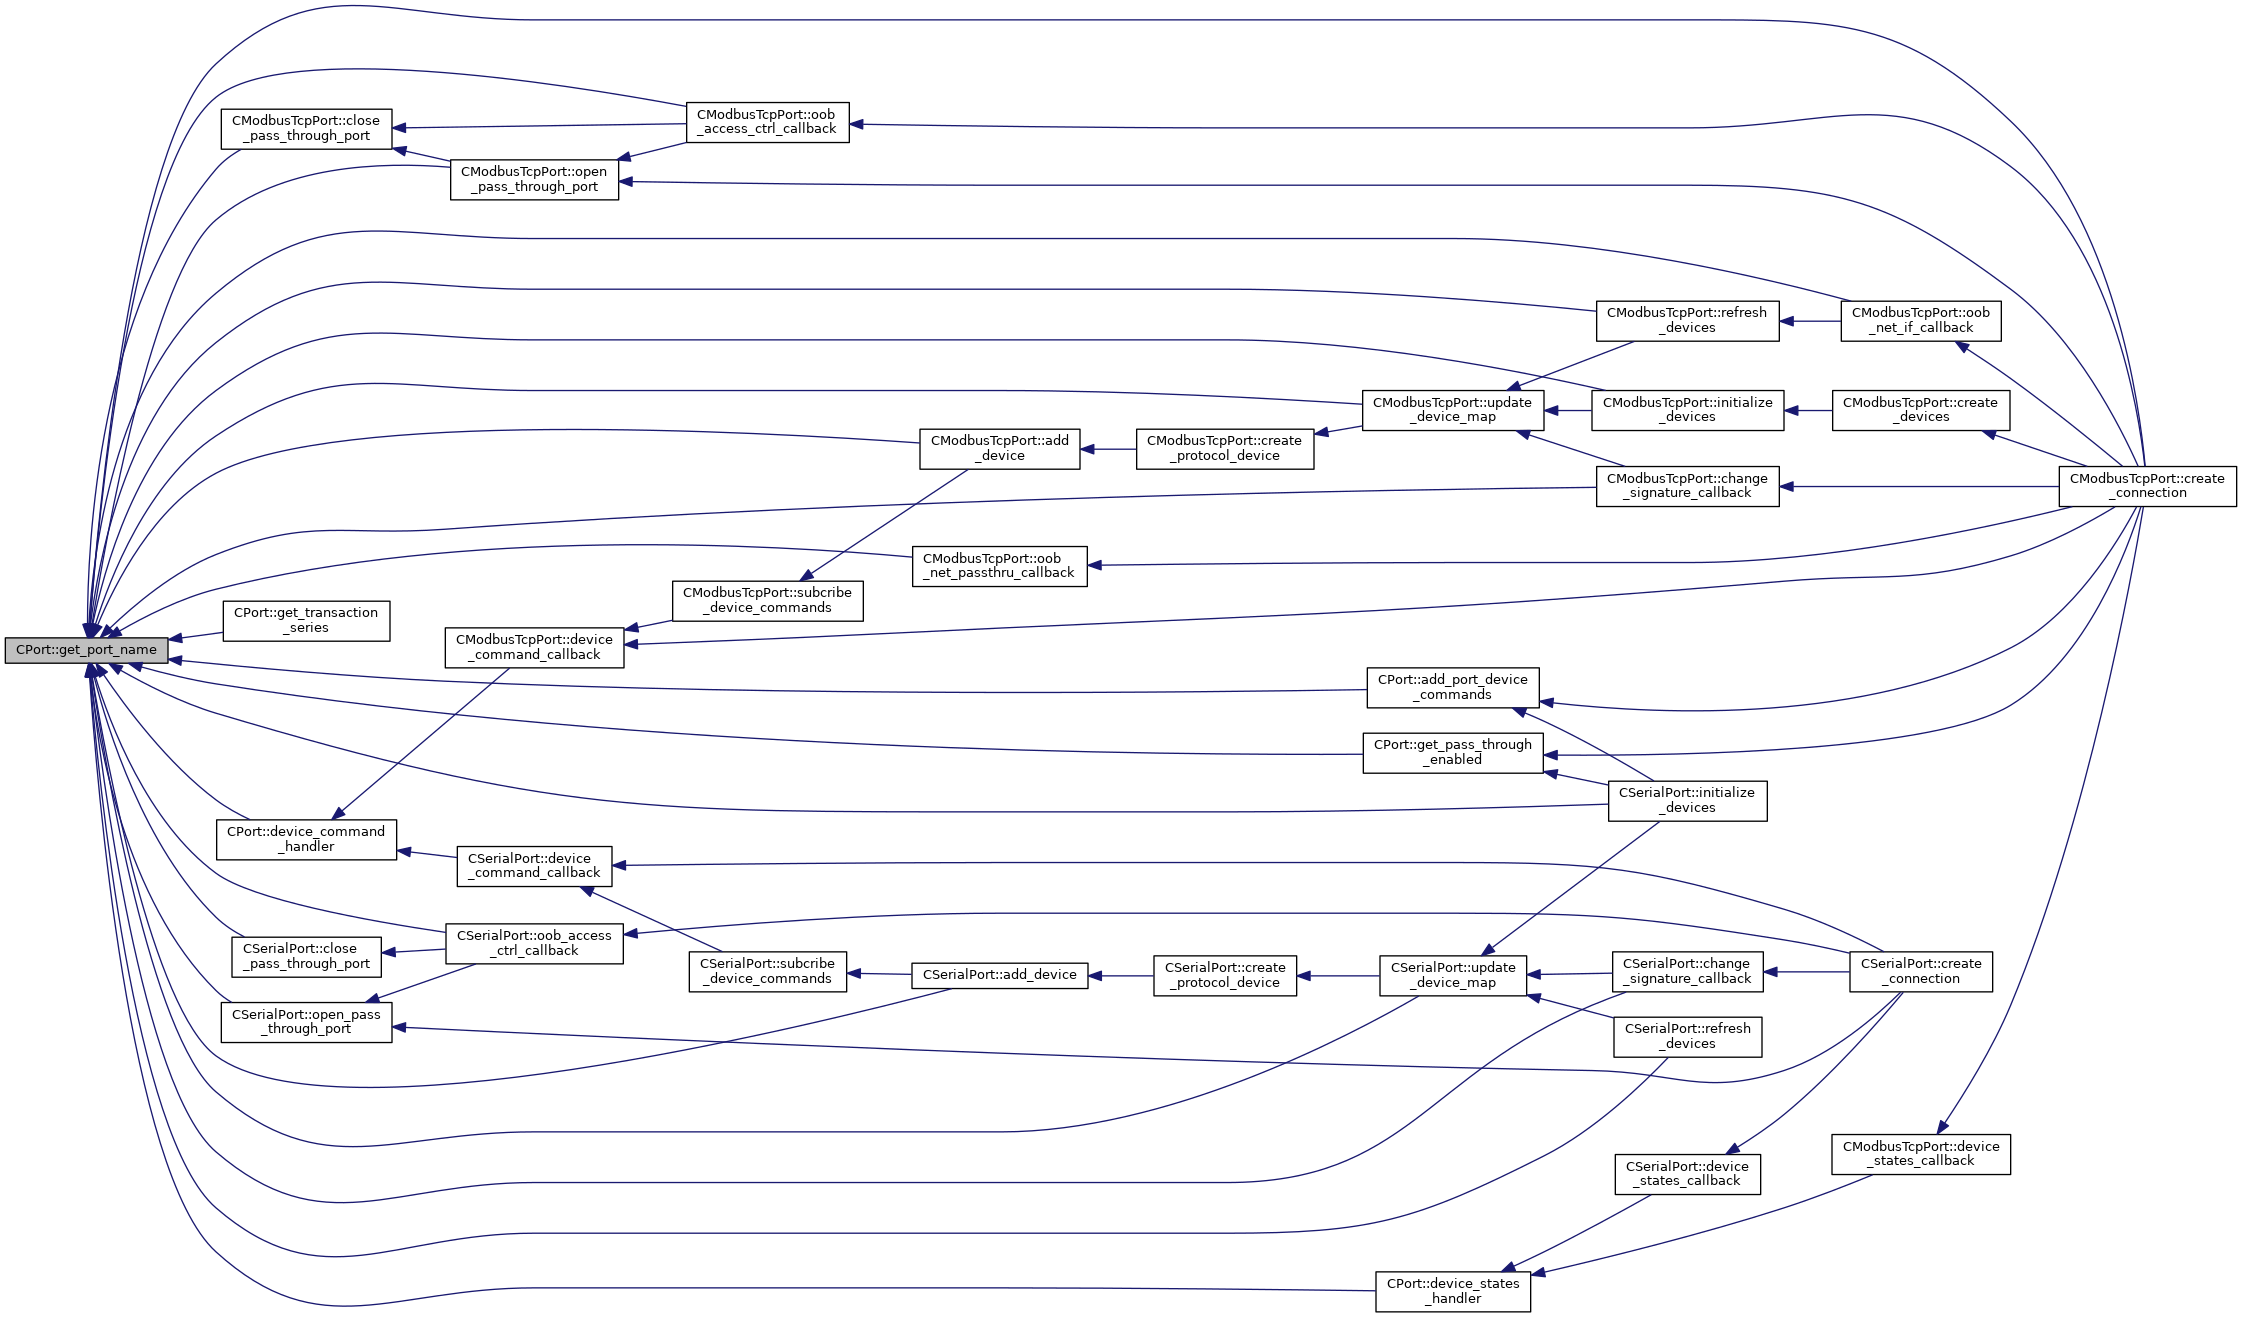 CModbusTcpPort::oob
_access_ctrl_callback
CModbusTcpPort::close
_pass_through_port
CModbusTcpPort::open
_pass_through_port
CModbusTcpPort::refresh
_devices
CModbusTcpPort::oob
_net_if_callback
CModbusTcpPort::update
_device_map
CModbusTcpPort::initialize
_devices
CModbusTcpPort::create
_devices
CModbusTcpPort::add
_device
CModbusTcpPort::create
_protocol_device
CModbusTcpPort::change
_signature_callback
CModbusTcpPort::create
_connection
CModbusTcpPort::oob
_net_passthru_callback
CModbusTcpPort::subcribe
_device_commands
CPort::get_transaction
_series
CModbusTcpPort::device
_command_callback
CPort::get_port_name
CPort::add_port_device
_commands
CPort::get_pass_through
_enabled
CSerialPort::initialize
_devices
CPort::device_command
_handler
CSerialPort::device
_command_callback
CSerialPort::oob_access
_ctrl_callback
CSerialPort::close
_pass_through_port
CSerialPort::subcribe
_device_commands
CSerialPort::add_device
CSerialPort::create
_protocol_device
CSerialPort::update
_device_map
CSerialPort::change
_signature_callback
CSerialPort::create
_connection
CSerialPort::open_pass
_through_port
CSerialPort::refresh
_devices
CModbusTcpPort::device
_states_callback
CSerialPort::device
_states_callback
CPort::device_states
_handler